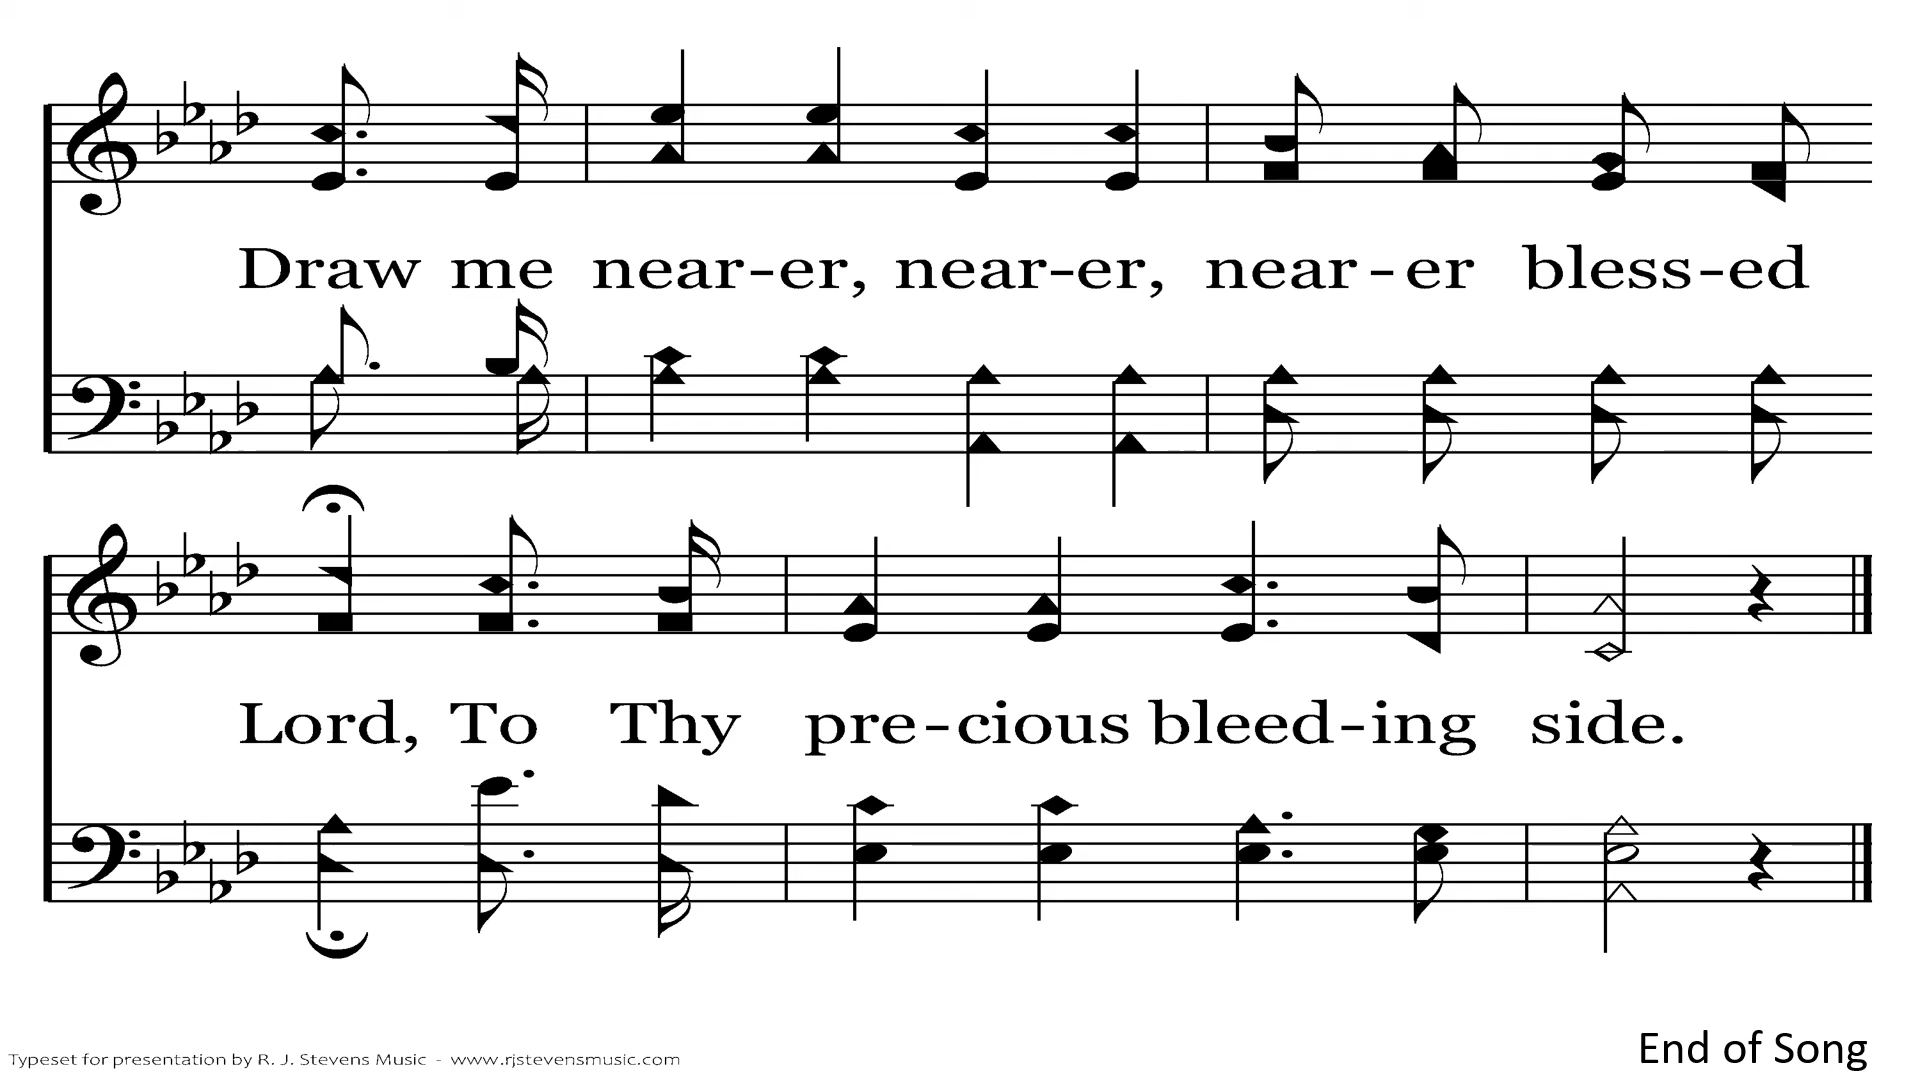 Draw me near-er, near-er, near-er bless-ed
Lord, To Thy pre-cious bleed-ing side.
End of Song
Typeset for presentation by R. J. Stevens Music - www.rjstevensmusic.com